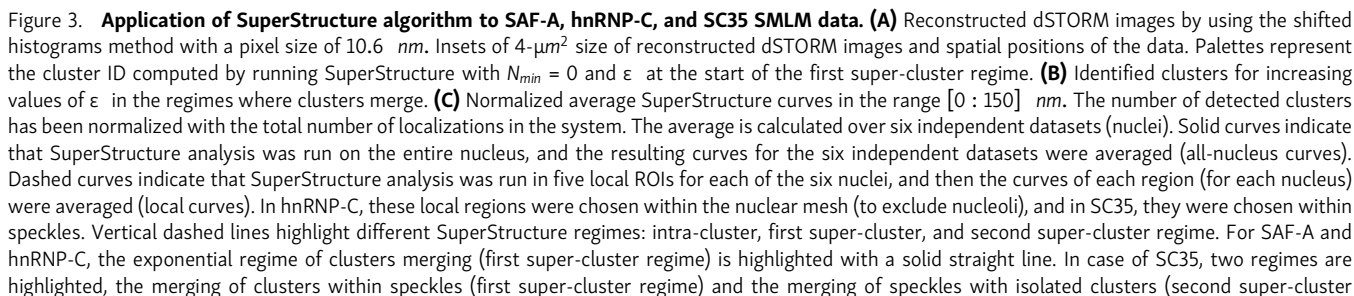 Figure 3. Application of SuperStructure algorithm to SAF-A, hnRNP-C, and SC35 SMLM data. (A) Reconstructed dSTORM images by using the shifted
histograms method with a pixel size of 10.6 nm. Insets of 4-μm² size of reconstructed dSTORM images and spatial positions of the data. Palettes represent
the cluster ID computed by running SuperStructure with Nmin = 0 and ε at the start of the first super-cluster regime. (B) Identified clusters for increasing
values of ε in the regimes where clusters merge. (C) Normalized average SuperStructure curves in the range [0 : 150] nm. The number of detected clusters
has been normalized with the total number of localizations in the system. The average is calculated over six independent datasets (nuclei). Solid curves indicate
that SuperStructure analysis was run on the entire nucleus, and the resulting curves for the six independent datasets were averaged (all-nucleus curves).
Dashed curves indicate that SuperStructure analysis was run in five local ROIs for each of the six nuclei, and then the curves of each region (for each nucleus)
were averaged (local curves). In hnRNP-C, these local regions were chosen within the nuclear mesh (to exclude nucleoli), and in SC35, they were chosen within
speckles. Vertical dashed lines highlight different SuperStructure regimes: intra-cluster, first super-cluster, and second super-cluster regime. For SAF-A and
hnRNP-C, the exponential regime of clusters merging (first super-cluster regime) is highlighted with a solid straight line. In case of SC35, two regimes are
highlighted, the merging of clusters within speckles (first super-cluster regime) and the merging of speckles with isolated clusters (second super-cluster